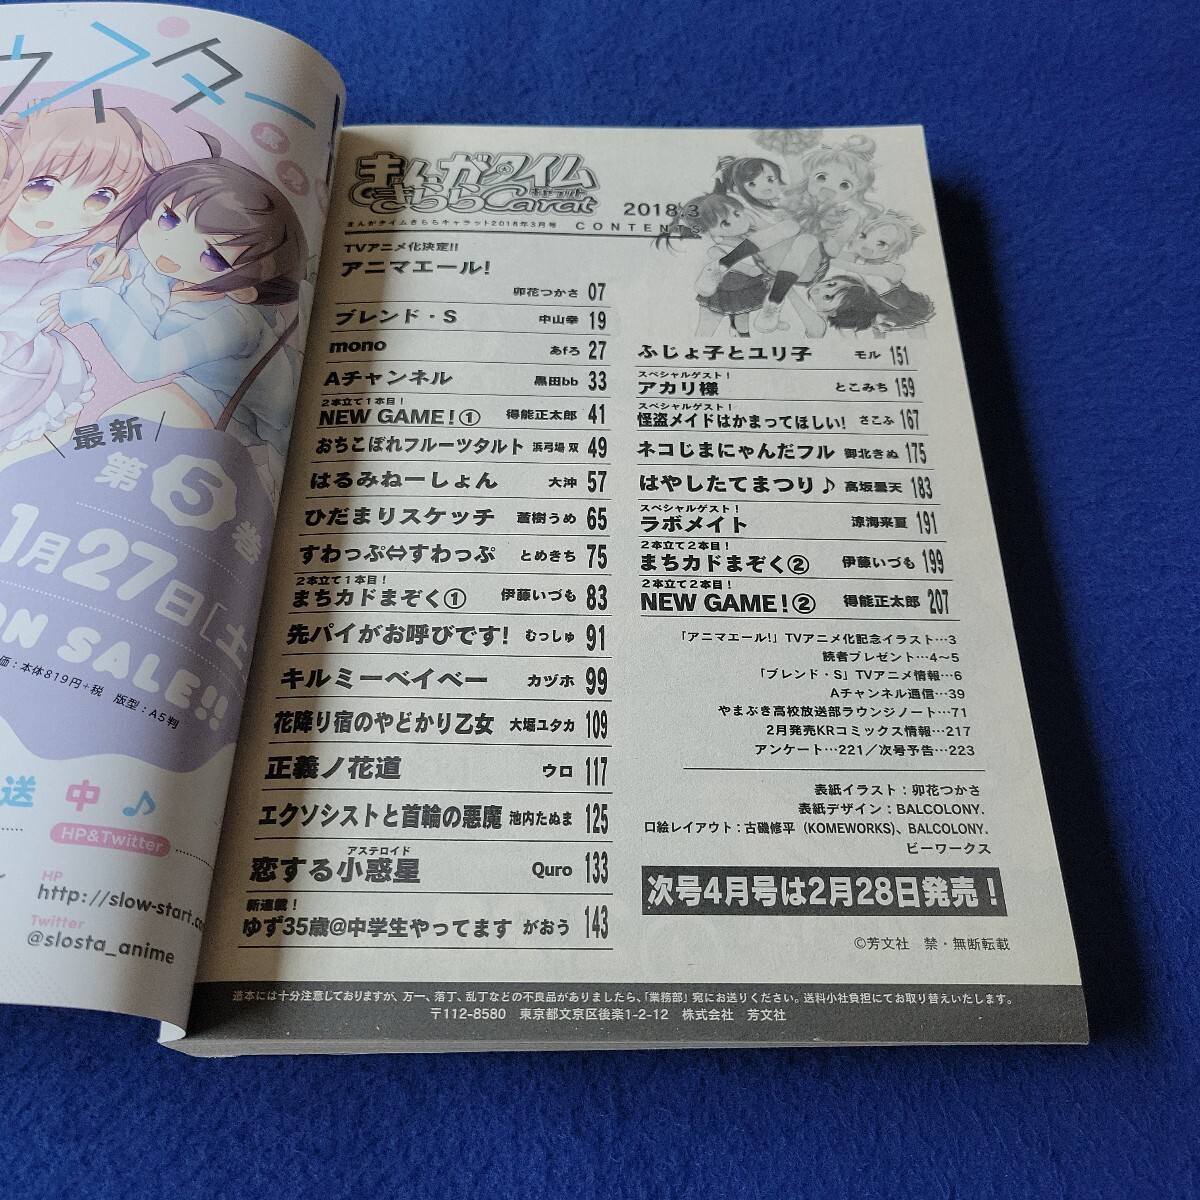 ウスター
最新
第5巻
1月27日[土
ON SALE!!
価：本体819円+税 版型：A5判
送中♪
HP&Twitter
HP
http://slow-start.co
Twitter
@slosta_anime
まんがタイム
きらら
キャラット
Carat
2018.3
まんがタイムきららキャラット2018年3月号 CONTENTS
TVアニメ化決定!!
アニマエール!
卯花つかさ 07
ブレンド・S 中山幸 19
mono あfろ 27
Aチャンネル 黒田bb 33
2本立て1本目!
NEW GAME!① 得能正太郎 41
おちこぼれフルーツタルト 浜弓場 双 49
はるみねーしょん 大沖 57
ひだまりスケッチ 蒼樹うめ 65
すわっぷ⇔すわっぷ とめきち 75
2本立て1本目!
まちカドまぞく① 伊藤いづも 83
先パイがお呼びです! むっしゅ 91
キルミーベイベー カヅホ 99
花降り宿のやどかり乙女 大堀ユタカ 109
正義ノ花道 ウロ 117
エクソシストと首輪の悪魔 池内たぬま 125
アステロイド
恋する小惑星 Quro 133
新連載!
ゆず35歳@中学生やってます がおう 143
ふじょ子とユリ子 モル 151
スペシャルゲスト!
アカリ様 とこみち 159
スペシャルゲスト!
怪盗メイドはかまってほしい! さこふ 167
ネコじまにゃんだフル 御北きぬ 175
はやしたてまつり♪ 高坂曇天 183
スペシャルゲスト!
ラボメイト 涼海来夏 191
2本立て2本目!
まちカドまぞく② 伊藤いづも 199
2本立て2本目!
NEW GAME!② 得能正太郎 207
「アニマエール!」TVアニメ化記念イラスト…3
読者プレゼント…4～5
「ブレンド・S」TVアニメ情報…6
Aチャンネル通信…39
やまぶき高校放送部ラウンジノート…71
2月発売KRコミックス情報…217
アンケート…221／次号予告…223
表紙イラスト：卯花つかさ
表紙デザイン：BALCOLONY.
口絵レイアウト：古磯修平（KOMEWORKS)、BALCOLONY.
ビーワークス
次号4月号は2月28日発売!
©芳文社 禁・無断転載
造本には十分注意しておりますが、万一、落丁、乱丁などの不良品がありましたら、「業務部」宛にお送りください。送料小社負担にてお取り替えいたします。
〒112-8580 東京都文京区後楽1-2-12 株式会社 芳文社